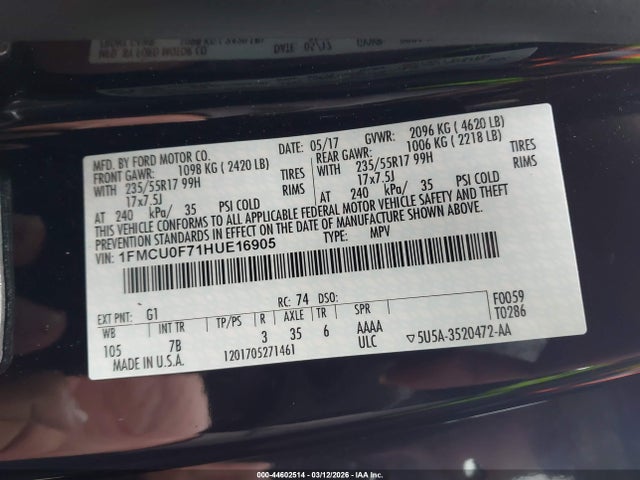 MFD. BY FORD MOTOR CO. DATE: 05/17 GVWR: 2096 KG ( 4620 LB)
FRONT GAWR: 1098 KG ( 2420 LB) REAR GAWR: 1006 KG ( 2218 LB)
WITH 235/55R17 99H TIRES WITH 235/55R17 99H TIRES
17x7.5J RIMS 17x7.5J RIMS
AT 240 kPa/ 35 PSI COLD AT 240 kPa/ 35 PSI COLD
THIS VEHICLE CONFORMS TO ALL APPLICABLE FEDERAL MOTOR VEHICLE SAFETY AND THEFT
PREVENTION STANDARDS IN EFFECT ON THE DATE OF MANUFACTURE SHOWN ABOVE.
VIN: 1FMCU0F71HUE16905 TYPE: MPV
EXT PNT: G1 RC: 74 DSO: F0059
WB INT TR TP/PS R AXLE TR SPR T0286
105 7B 3 35 6 AAAA
MADE IN U.S.A. 1201705271461 ULC 5U5A-3520472-AA
000-44602514 - 03/12/2026 - IAA Inc.